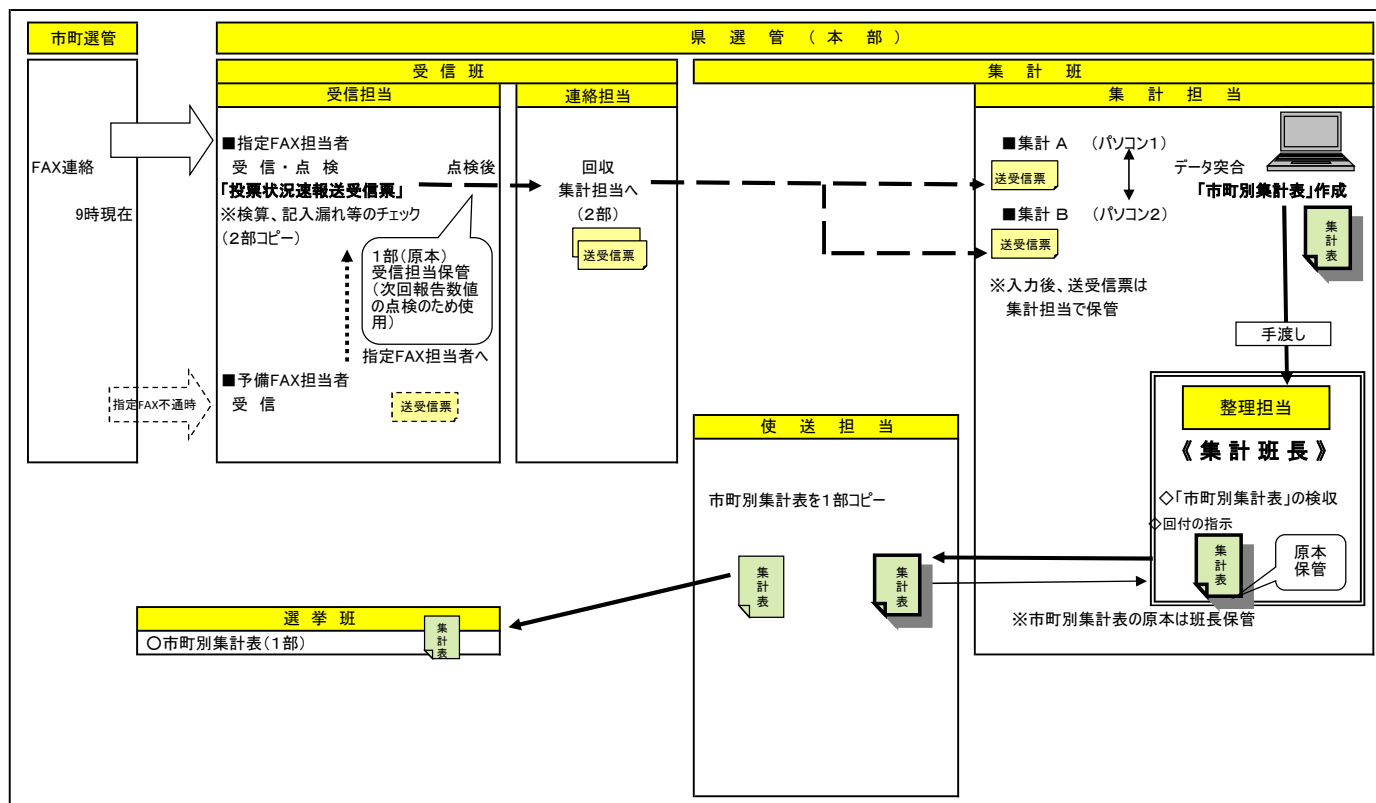 市町選管
県選管(本部)
受信班
集計班
受信担当
連絡担当
集計担当
FAX連絡
9時現在
■指定FAX担当者
受信・点検
「投票状況速報送受信票」
※検算、記入漏れ等のチェック
(2部コピー)
点検後
1部(原本)
受信担当保管
(次回報告数値
の点検のため使
用)
指定FAX担当者へ
■予備FAX担当者
受信
送受信票
指定FAX不通時
回収
集計担当へ
(2部)
送受信票
■集計A (パソコン1)
送受信票
■集計B (パソコン2)
送受信票
データ突合
「市町別集計表」作成
集計表
※入力後、送受信票は
集計担当で保管
手渡し
整理担当
《集計班長》
◇「市町別集計表」の検収
◇回付の指示
集計表
原本
保管
※市町別集計表の原本は班長保管
使送担当
市町別集計表を1部コピー
集計表
集計表
選挙班
○市町別集計表(1部)
集計表